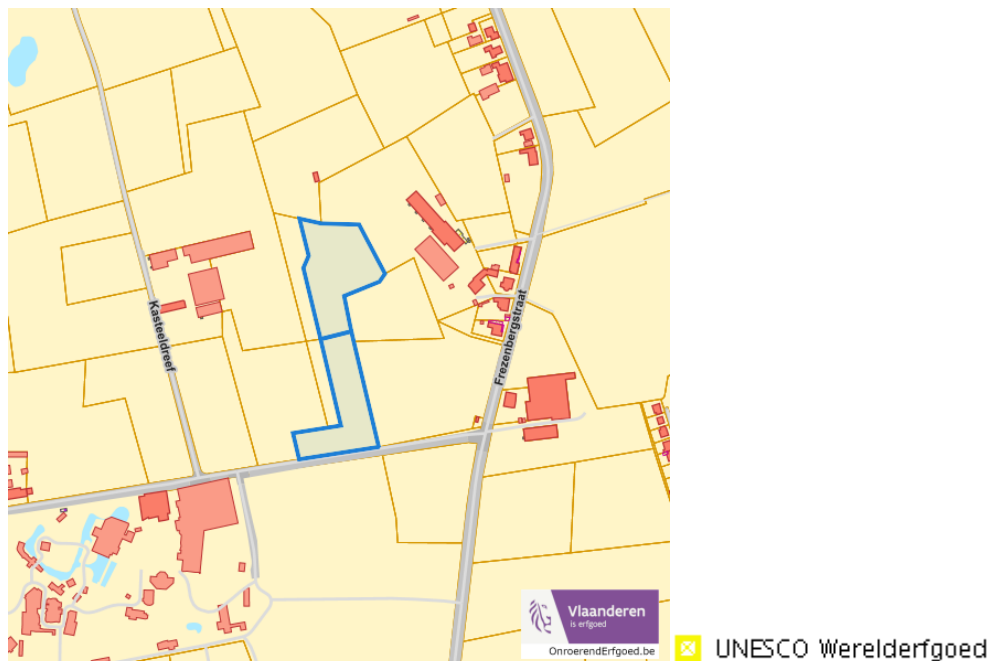 Kasteeldreef
Frezenbergstraat
Vlaanderen
is erfgoed
OnroerendErfgoed.be
UNESCO Werelderfgoed